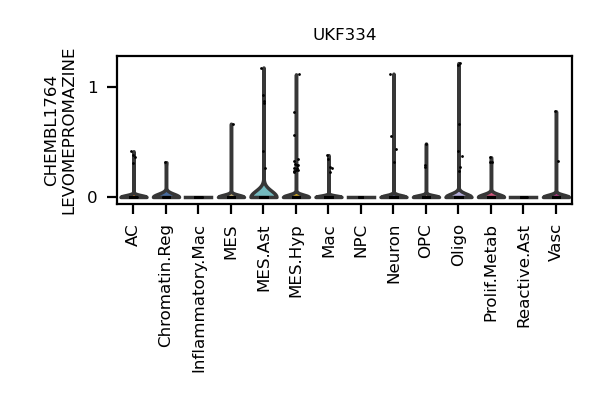 UKF334
CHEMBL1764
LEVOMEPROMAZINE
1
0
AC
Chromatin.Reg
Inflammatory.Mac
MES
MES.Ast
MES.Hyp
Mac
NPC
Neuron
OPC
Oligo
Prolif.Metab
Reactive.Ast
Vasc